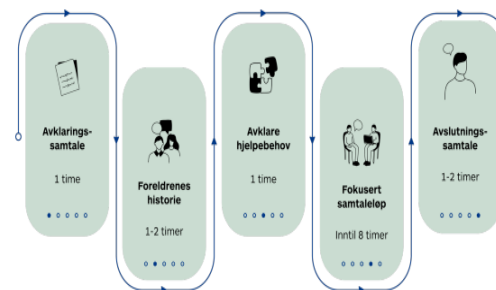 Avklarings-
samtale
1 time
Foreldrenes
historie
1-2 timer
Avklare
hjelpebehov
1 time
Fokusert
samtaleløp
Inntil 8 timer
Avslutnings-
samtale
1-2 timer